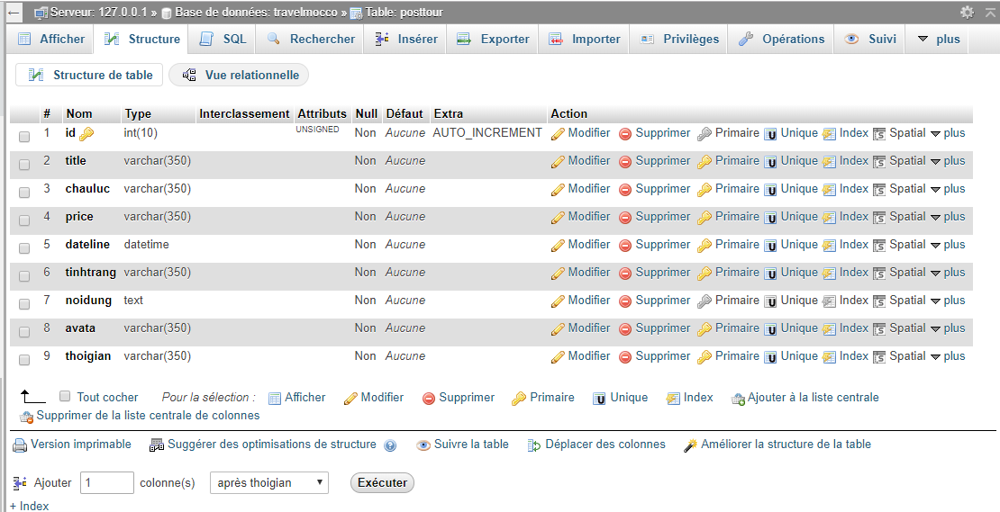 Serveur: 127.0.0.1 » Base de données: travelmocco » Table: posttour
Afficher Structure SQL Rechercher Insérer Exporter Importer Privilèges Opérations Suivi plus
Structure de table Vue relationnelle
# Nom Type Interclassement Attributs Null Défaut Extra Action
1 id int(10) UNSIGNED Non Aucune AUTO_INCREMENT Modifier Supprimer Primaire Unique Index Spatial plus
2 title varchar(350) Non Aucune Modifier Supprimer Primaire Unique Index Spatial plus
3 chauluc varchar(350) Non Aucune Modifier Supprimer Primaire Unique Index Spatial plus
4 price varchar(350) Non Aucune Modifier Supprimer Primaire Unique Index Spatial plus
5 dateline datetime Non Aucune Modifier Supprimer Primaire Unique Index Spatial plus
6 tinhtrang varchar(350) Non Aucune Modifier Supprimer Primaire Unique Index Spatial plus
7 noidung text Non Aucune Modifier Supprimer Primaire Unique Index Spatial plus
8 avata varchar(350) Non Aucune Modifier Supprimer Primaire Unique Index Spatial plus
9 thoigian varchar(350) Non Aucune Modifier Supprimer Primaire Unique Index Spatial plus
Tout cocher Pour la sélection : Afficher Modifier Supprimer Primaire Unique Index Ajouter à la liste centrale
Supprimer de la liste centrale de colonnes
Version imprimable Suggérer des optimisations de structure Suivre la table Déplacer des colonnes Améliorer la structure de la table
Ajouter 1 colonne(s) après thoigian Exécuter
+ Index